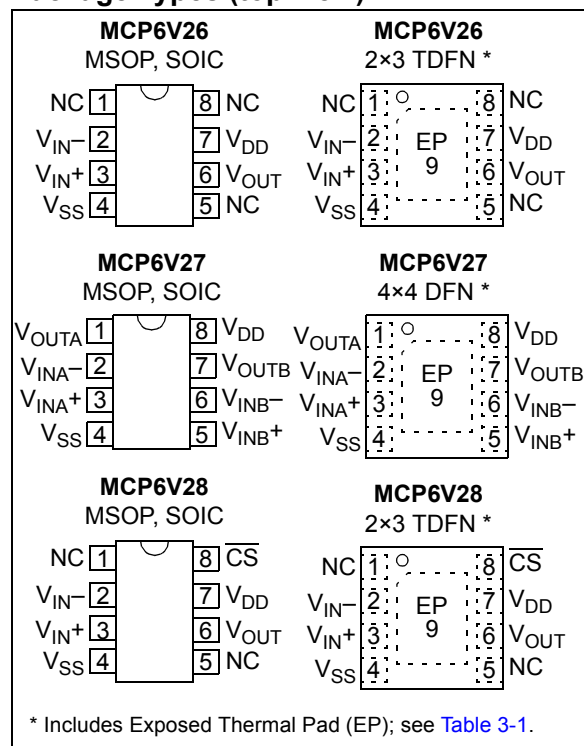 MCP6V26
MSOP, SOIC
NC 1 8 NC
VIN– 2 7 VDD
VIN+ 3 6 VOUT
VSS 4 5 NC
MCP6V26
2×3 TDFN *
NC 1 8 NC
VIN– 2 EP 7 VDD
VIN+ 3 9 6 VOUT
VSS 4 5 NC
MCP6V27
MSOP, SOIC
VOUTA 1 8 VDD
VINA– 2 7 VOUTB
VINA+ 3 6 VINB–
VSS 4 5 VINB+
MCP6V27
4×4 DFN *
VOUTA 1 8 VDD
VINA– 2 EP 7 VOUTB
VINA+ 3 9 6 VINB–
VSS 4 5 VINB+
MCP6V28
MSOP, SOIC
NC 1 8 CS
VIN– 2 7 VDD
VIN+ 3 6 VOUT
VSS 4 5 NC
MCP6V28
2×3 TDFN *
NC 1 8 CS
VIN– 2 EP 7 VDD
VIN+ 3 9 6 VOUT
VSS 4 5 NC
* Includes Exposed Thermal Pad (EP); see Table 3-1.